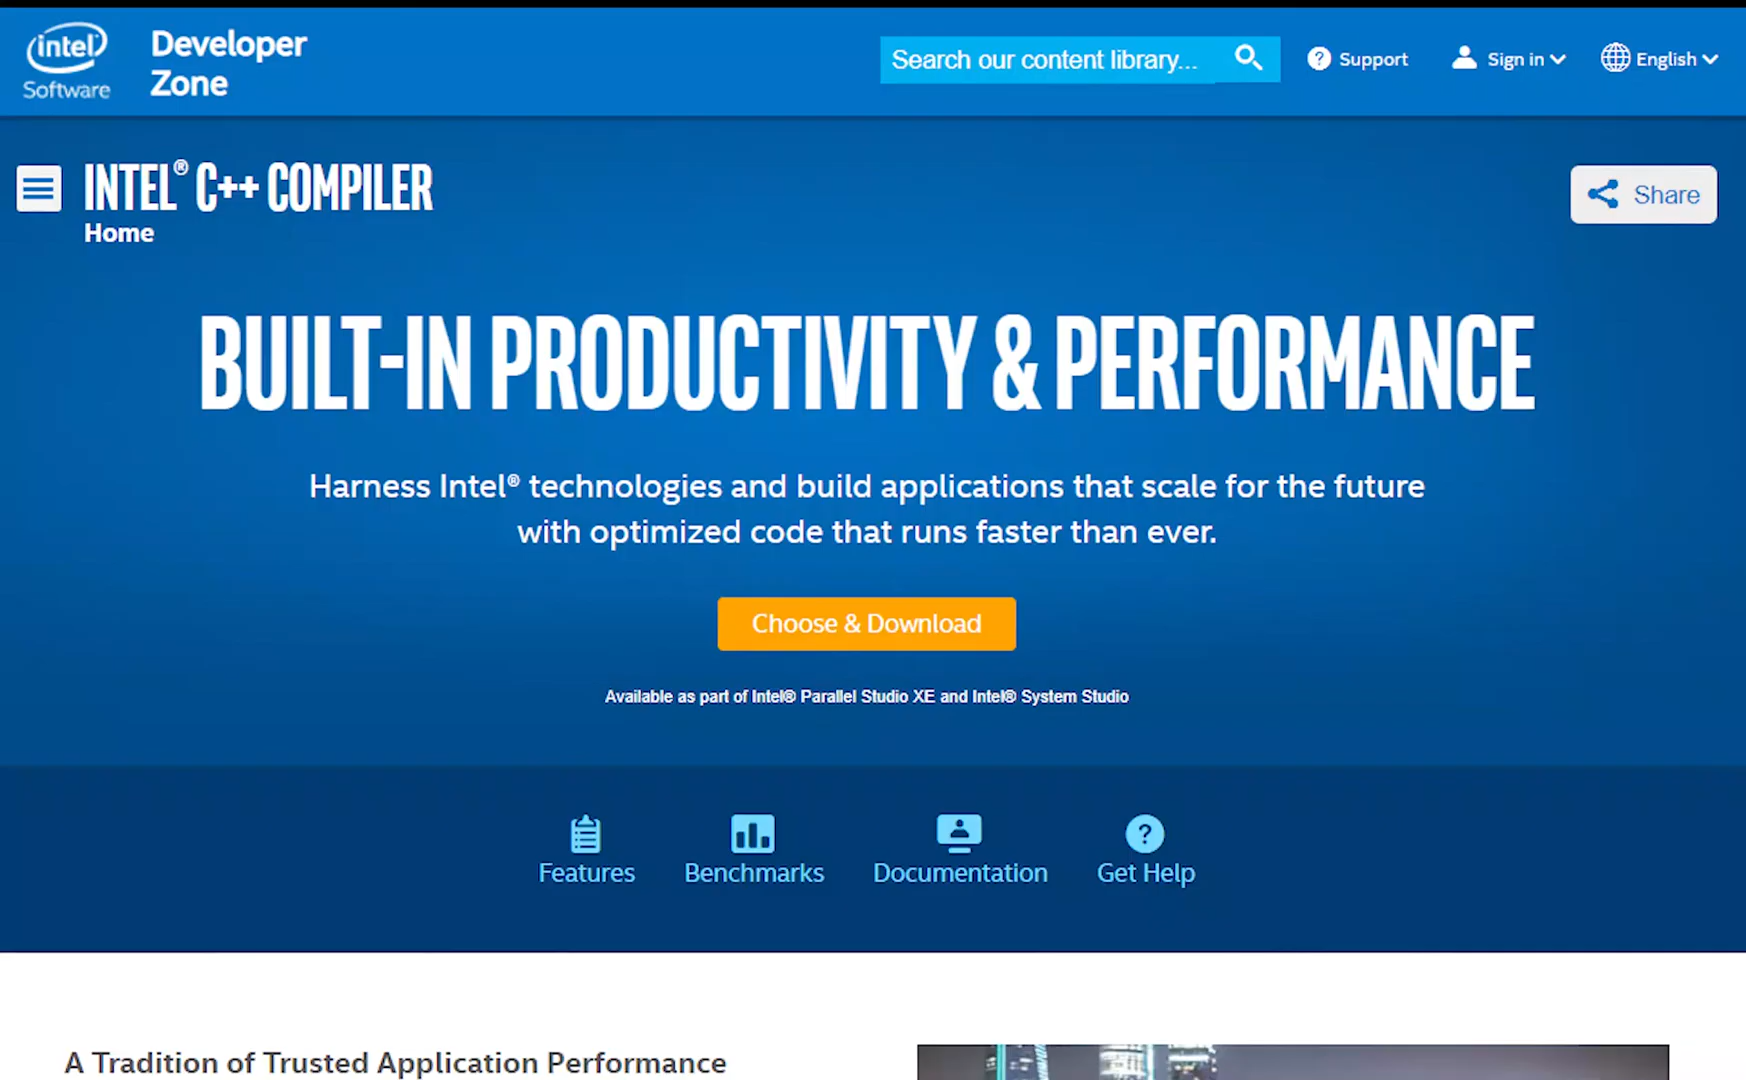 intel
Software
Developer
Zone
Search our content library...
Support
Sign in
English
INTEL® C++ COMPILER
Home
Share
BUILT-IN PRODUCTIVITY & PERFORMANCE
Harness Intel® technologies and build applications that scale for the future
with optimized code that runs faster than ever.
Choose & Download
Available as part of Intel® Parallel Studio XE and Intel® System Studio
Features
Benchmarks
Documentation
Get Help
A Tradition of Trusted Application Performance